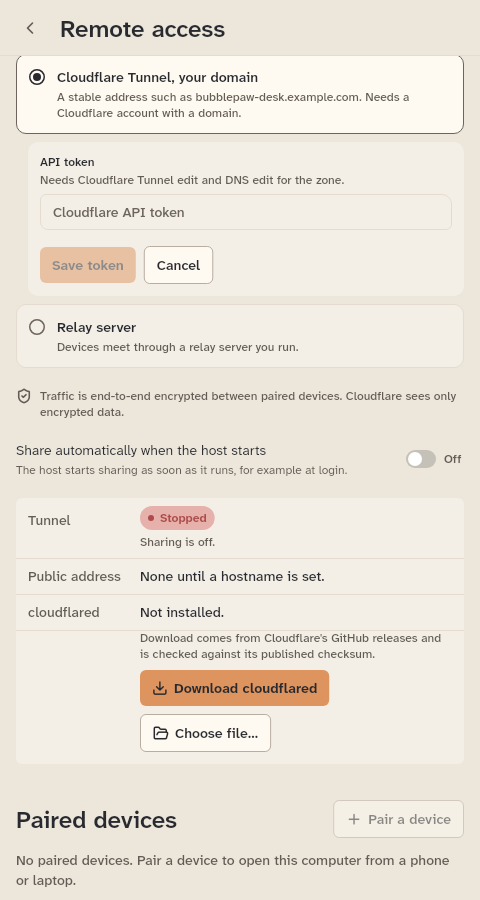 Remote access
Cloudflare Tunnel, your domain
A stable address such as bubblepaw-desk.example.com. Needs a
Cloudflare account with a domain.
API token
Needs Cloudflare Tunnel edit and DNS edit for the zone.
Cloudflare API token
Save token Cancel
Relay server
Devices meet through a relay server you run.
Traffic is end-to-end encrypted between paired devices. Cloudflare sees only
encrypted data.
Share automatically when the host starts
The host starts sharing as soon as it runs, for example at login.
Off
Tunnel Stopped
Sharing is off.
Public address None until a hostname is set.
cloudflared Not installed.
Download comes from Cloudflare's GitHub releases and
is checked against its published checksum.
Download cloudflared
Choose file...
Paired devices Pair a device
No paired devices. Pair a device to open this computer from a phone
or laptop.